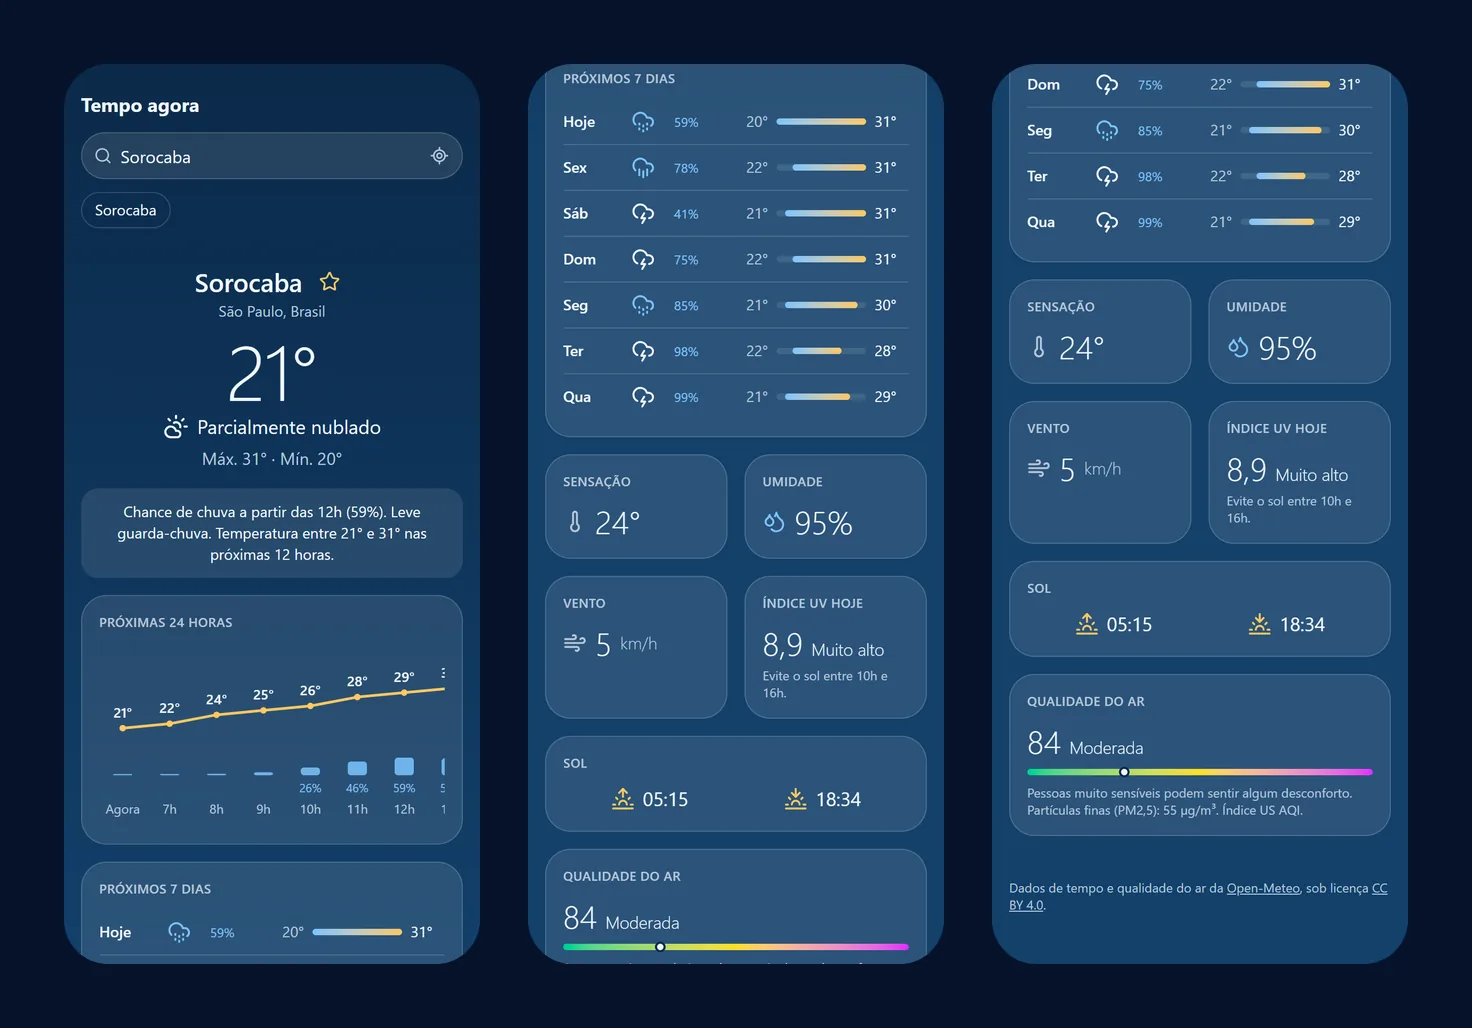 Tempo agora
Sorocaba
Sorocaba
Sorocaba
São Paulo, Brasil
21°
Parcialmente nublado
Máx. 31° · Mín. 20°
Chance de chuva a partir das 12h (59%). Leve
guarda-chuva. Temperatura entre 21° e 31° nas
próximas 12 horas.
PRÓXIMAS 24 HORAS
21° 22° 24° 25° 26° 28° 29°
26% 46% 59%
Agora 7h 8h 9h 10h 11h 12h
PRÓXIMOS 7 DIAS
Hoje 59% 20° 31°
PRÓXIMOS 7 DIAS
Hoje 59% 20° 31°
Sex 78% 22° 31°
Sáb 41% 21° 31°
Dom 75% 22° 31°
Seg 85% 21° 30°
Ter 98% 22° 28°
Qua 99% 21° 29°
SENSAÇÃO UMIDADE
24° 95%
VENTO ÍNDICE UV HOJE
5 km/h 8,9 Muito alto
Evite o sol entre 10h e
16h.
SOL
05:15 18:34
QUALIDADE DO AR
84 Moderada
Dom 75% 22° 31°
Seg 85% 21° 30°
Ter 98% 22° 28°
Qua 99% 21° 29°
SENSAÇÃO UMIDADE
24° 95%
VENTO ÍNDICE UV HOJE
5 km/h 8,9 Muito alto
Evite o sol entre 10h e
16h.
SOL
05:15 18:34
QUALIDADE DO AR
84 Moderada
Pessoas muito sensíveis podem sentir algum desconforto.
Partículas finas (PM2,5): 55 µg/m³. Índice US AQI.
Dados de tempo e qualidade do ar da Open-Meteo, sob licença CC
BY 4.0.